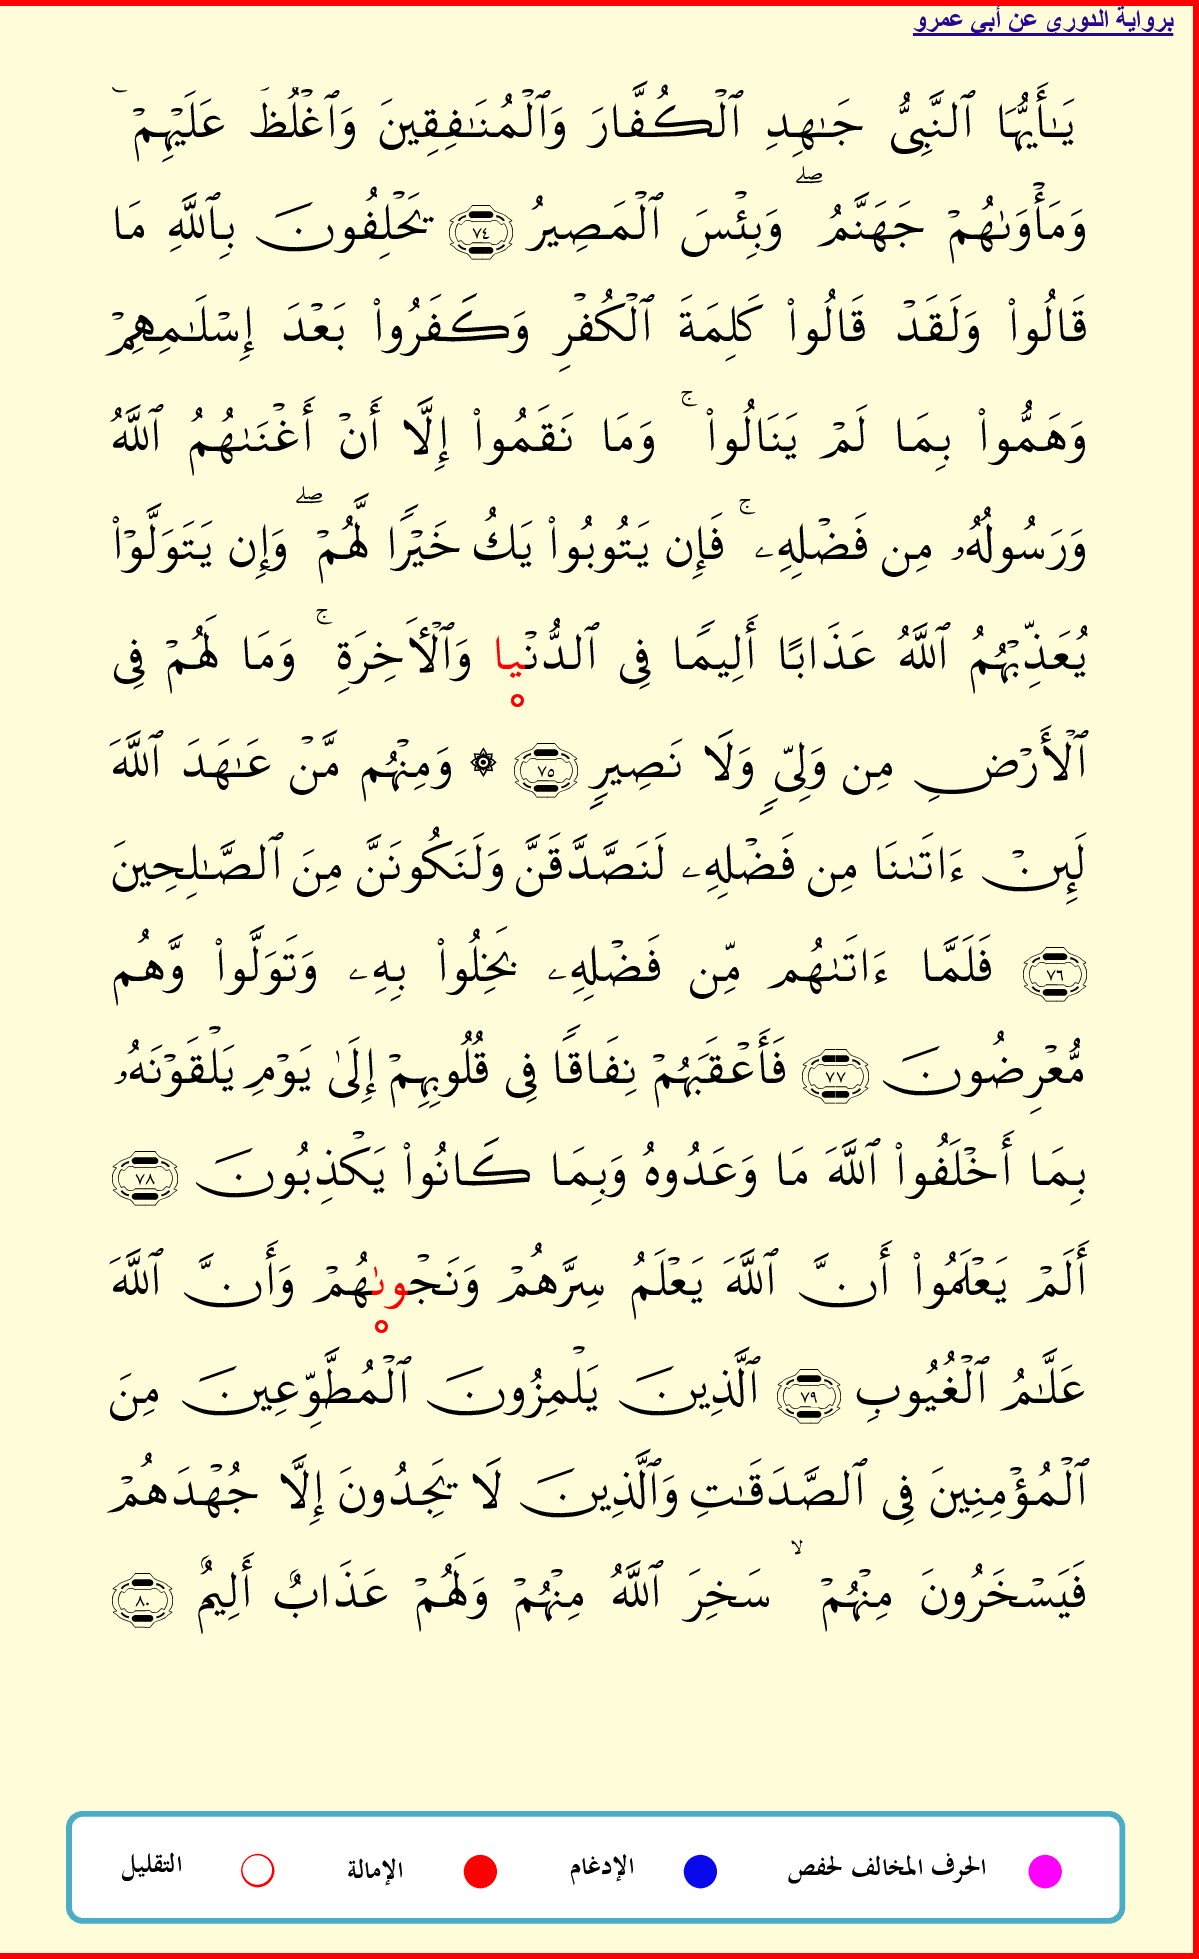 برواية الدوري عن أبي عمرو
يَـٰٓأَيُّهَا ٱلنَّبِيُّ جَـٰهِدِ ٱلْكُفَّارَ وَٱلْمُنَـٰفِقِينَ وَٱغْلُظْ عَلَيْهِمْ ۚ
وَمَأْوَىٰهُمْ جَهَنَّمُ ۖ وَبِئْسَ ٱلْمَصِيرُ ٧٤ يَحْلِفُونَ بِٱللَّهِ مَا
قَالُوا۟ وَلَقَدْ قَالُوا۟ كَلِمَةَ ٱلْكُفْرِ وَكَفَرُوا۟ بَعْدَ إِسْلَـٰمِهِمْ
وَهَمُّوا۟ بِمَا لَمْ يَنَالُوا۟ ۚ وَمَا نَقَمُوا۟ إِلَّا أَنْ أَغْنَىٰهُمُ ٱللَّهُ
وَرَسُولُهُۥ مِن فَضْلِهِۦ ۚ فَإِن يَتُوبُوا۟ يَكُ خَيْرًا لَّهُمْ ۖ وَإِن يَتَوَلَّوْا۟
يُعَذِّبْهُمُ ٱللَّهُ عَذَابًا أَلِيمًا فِى ٱلدُّنْيا وَٱلْأَخِرَةِ ۚ وَمَا لَهُمْ فِى
ٱلْأَرْضِ مِن وَلِىٍّ وَلَا نَصِيرٍ ٧٥ ۞ وَمِنْهُم مَّنْ عَـٰهَدَ ٱللَّهَ
لَئِنْ ءَاتَىٰنَا مِن فَضْلِهِۦ لَنَصَّدَّقَنَّ وَلَنَكُونَنَّ مِنَ ٱلصَّـٰلِحِينَ
٧٦ فَلَمَّا ءَاتَىٰهُم مِّن فَضْلِهِۦ بَخِلُوا۟ بِهِۦ وَتَوَلَّوا۟ وَّهُم
مُّعْرِضُونَ ٧٧ فَأَعْقَبَهُمْ نِفَاقًا فِى قُلُوبِهِمْ إِلَىٰ يَوْمِ يَلْقَوْنَهُۥ
بِمَا أَخْلَفُوا۟ ٱللَّهَ مَا وَعَدُوهُ وَبِمَا كَانُوا۟ يَكْذِبُونَ ٧٨
أَلَمْ يَعْلَمُوا۟ أَنَّ ٱللَّهَ يَعْلَمُ سِرَّهُمْ وَنَجْوىٰهُمْ وَأَنَّ ٱللَّهَ
عَلَّـٰمُ ٱلْغُيُوبِ ٧٩ ٱلَّذِينَ يَلْمِزُونَ ٱلْمُطَّوِّعِينَ مِنَ
ٱلْمُؤْمِنِينَ فِى ٱلصَّدَقَـٰتِ وَٱلَّذِينَ لَا يَجِدُونَ إِلَّا جُهْدَهُمْ
فَيَسْخَرُونَ مِنْهُمْ ۙ سَخِرَ ٱللَّهُ مِنْهُمْ وَلَهُمْ عَذَابٌ أَلِيمٌ ٨٠
الحرف المخالف لحفص الإدغام الإمالة التقليل